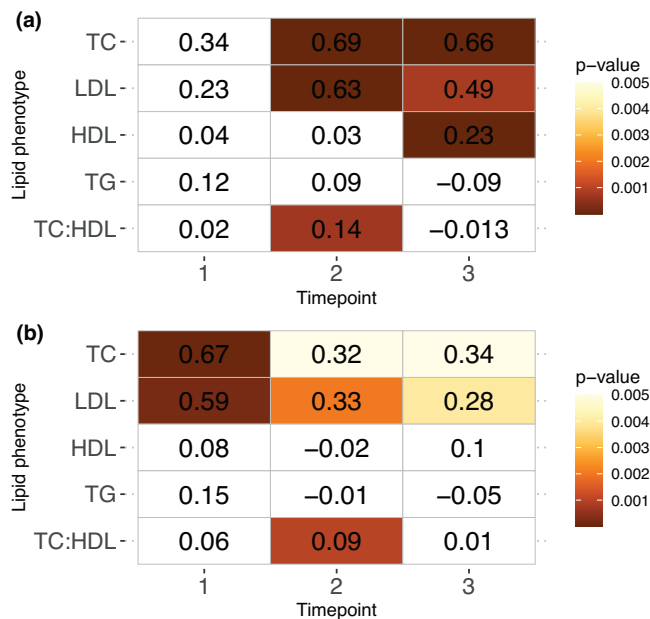 (a)
Lipid phenotype
TC 0.34 0.69 0.66
LDL 0.23 0.63 0.49
HDL 0.04 0.03 0.23
TG 0.12 0.09 −0.09
TC:HDL 0.02 0.14 −0.013
1 2 3
Timepoint
p−value
0.005
0.004
0.003
0.002
0.001
(b)
Lipid phenotype
TC 0.67 0.32 0.34
LDL 0.59 0.33 0.28
HDL 0.08 −0.02 0.1
TG 0.15 −0.01 −0.05
TC:HDL 0.06 0.09 0.01
1 2 3
Timepoint
p−value
0.005
0.004
0.003
0.002
0.001